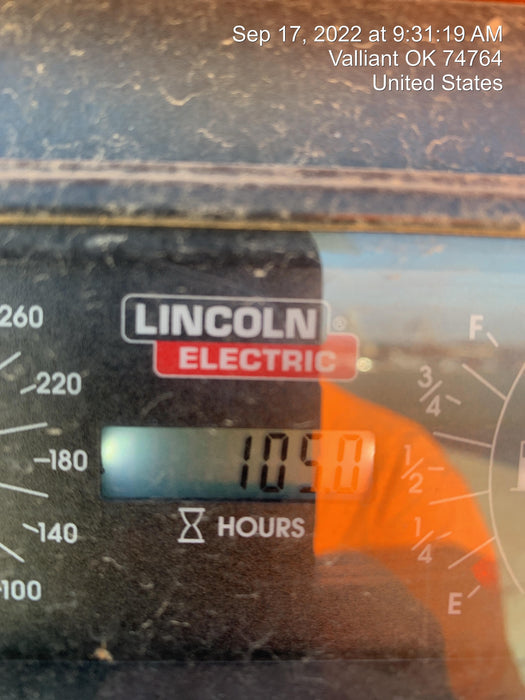 Sep 17, 2022 at 9:31:19 AM
Valliant OK 74764
United States
LINCOLN ®
ELECTRIC
260
220
180
140
100
1050
HOURS
F
3/4
1/2
1/4
E